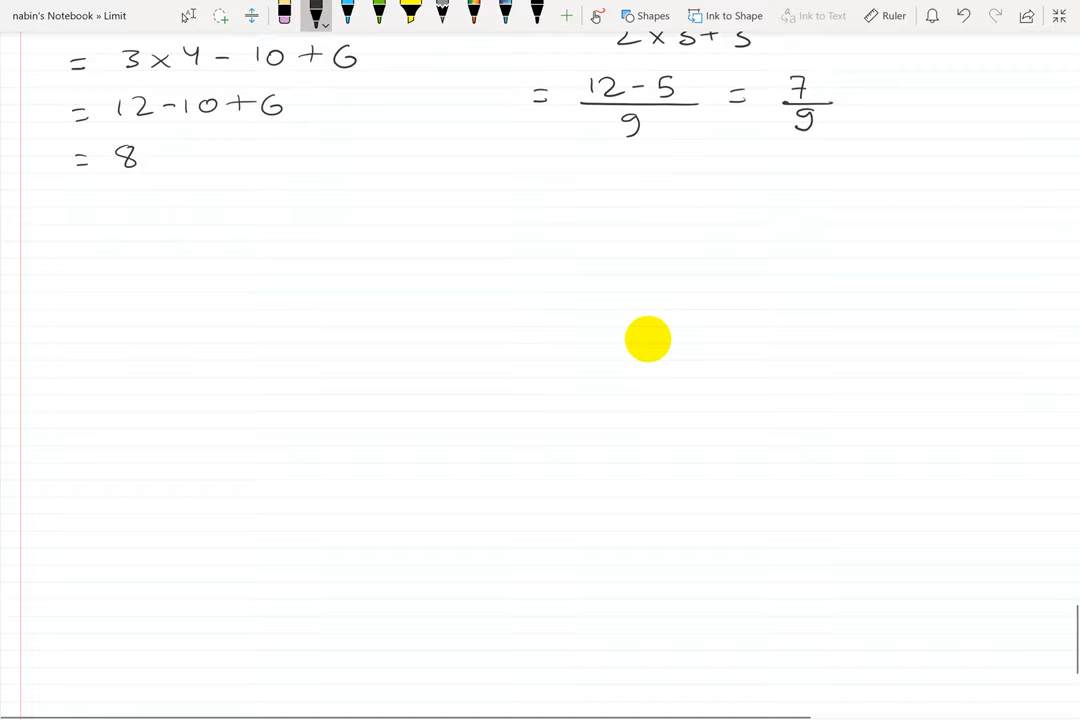 nabin's Notebook » Limit
Shapes
Ink to Shape
Ink to Text
Ruler
= 3 × 4 - 10 + 6
= 12 - 10 + 6
= 8
= 12 - 5 / 9 = 7 / 9